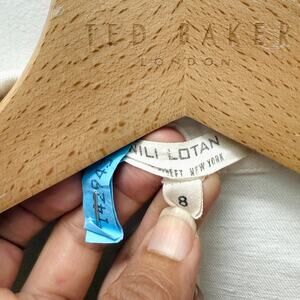 TED BAKER
LONDON
NILI LOTAN
NEW YORK
8